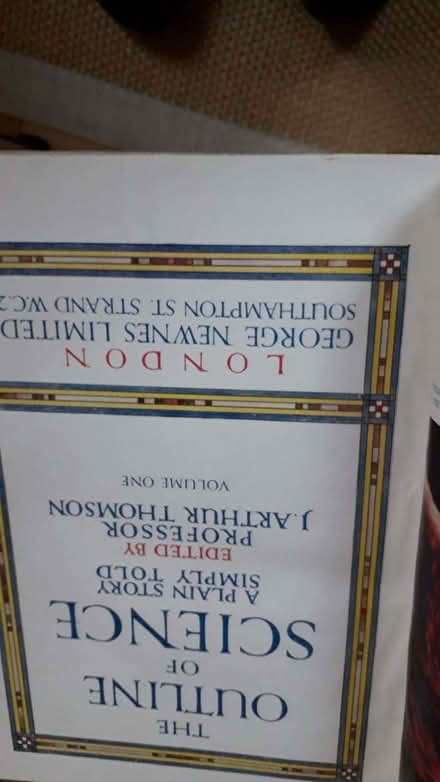 THE
OUTLINE
OF
SCIENCE
A PLAIN STORY
SIMPLY TOLD
EDITED BY
PROFESSOR
J. ARTHUR THOMSON
VOLUME ONE
LONDON
GEORGE NEWNES LIMITED
SOUTHAMPTON ST. STRAND W.C.2